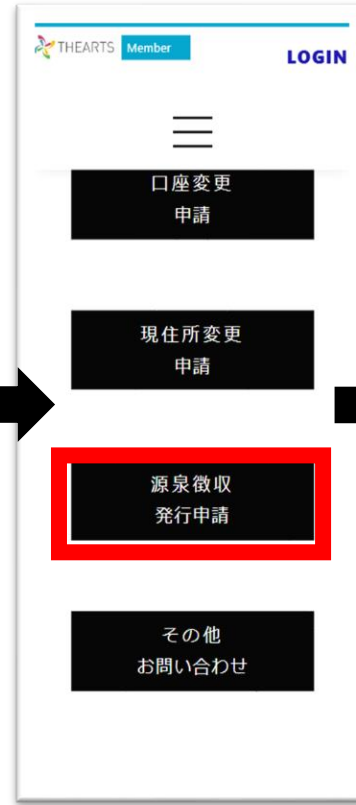 THEARTS Member
LOGIN
口座変更
申請
現住所変更
申請
源泉徴収
発行申請
その他
お問い合わせ